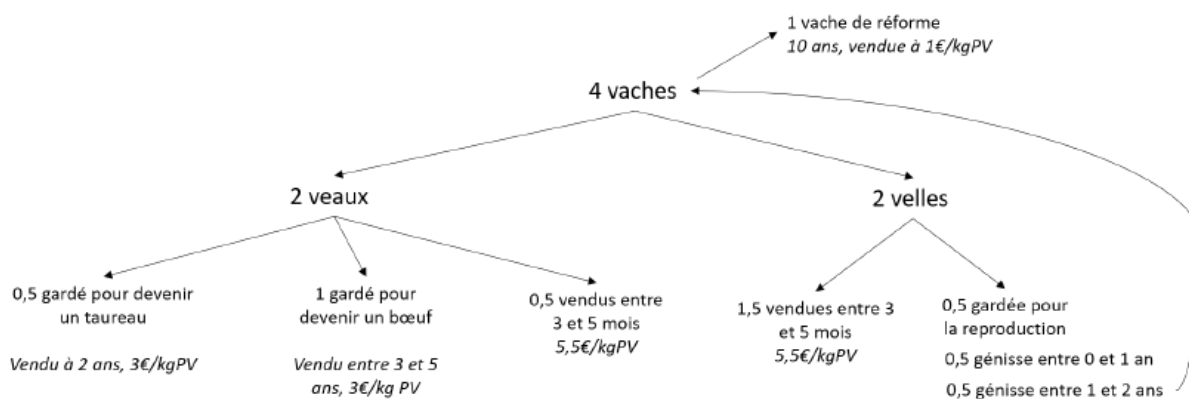 1 vache de réforme
10 ans, vendue à 1€/kgPV
4 vaches
2 veaux
2 velles
0,5 gardé pour devenir
un taureau
Vendu à 2 ans, 3€/kgPV
1 gardé pour
devenir un bœuf
Vendu entre 3 et 5
ans, 3€/kg PV
0,5 vendus entre
3 et 5 mois
5,5€/kgPV
1,5 vendues entre 3
et 5 mois
5,5€/kgPV
0,5 gardée pour
la reproduction
0,5 génisse entre 0 et 1 an
0,5 génisse entre 1 et 2 ans